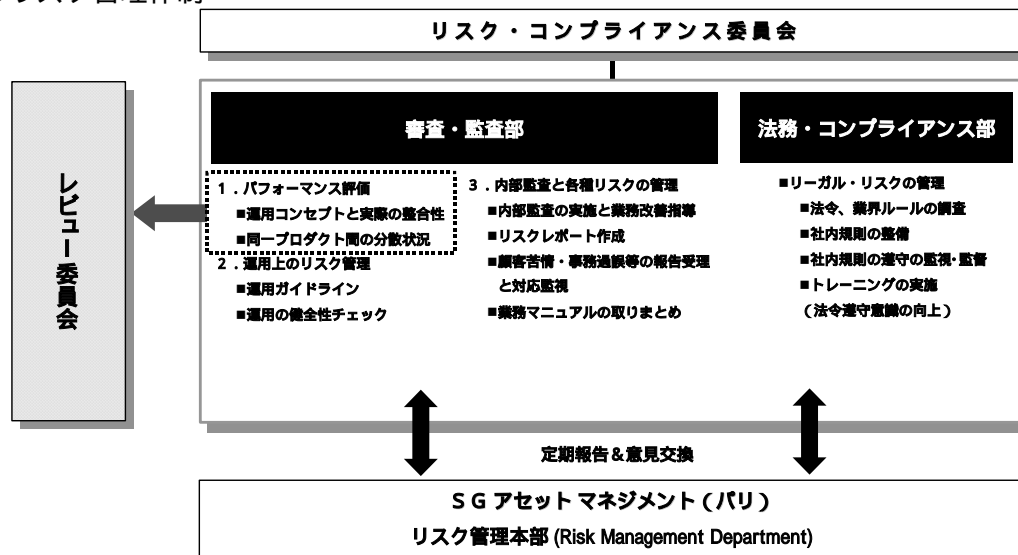 リスク管理体制
リスク・コンプライアンス委員会
レビュー委員会
審査・監査部
1．パフォーマンス評価
■運用コンセプトと実際の整合性
■同一プロダクト間の分散状況
2．運用上のリスク管理
■運用ガイドライン
■運用の健全性チェック
3．内部監査と各種リスクの管理
■内部監査の実施と業務改善指導
■リスクレポート作成
■顧客苦情・事務過誤等の報告受理
と対応監視
■業務マニュアルの取りまとめ
法務・コンプライアンス部
■リーガル・リスクの管理
■法令、業界ルールの調査
■社内規則の整備
■社内規則の遵守の監視・監督
■トレーニングの実施
（法令遵守意識の向上）
定期報告＆意見交換
SG アセット マネジメント（パリ）
リスク管理本部 (Risk Management Department)